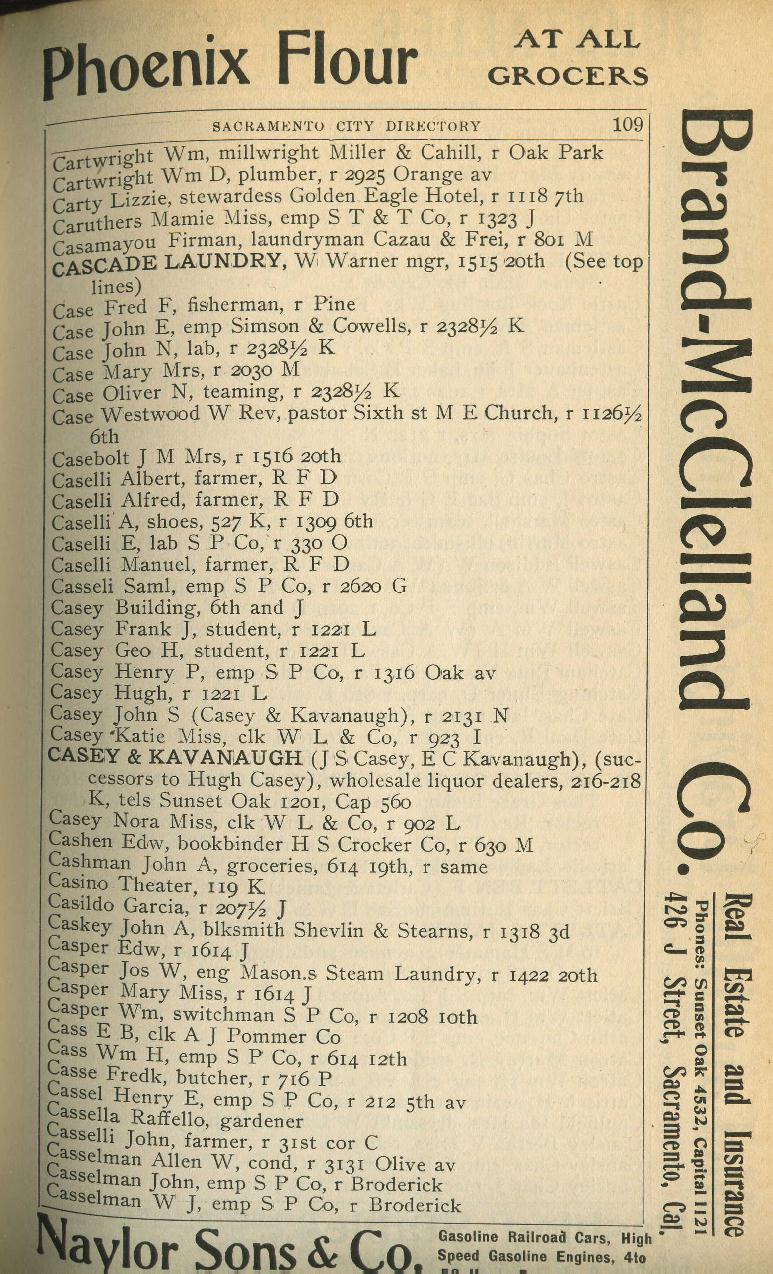 Phoenix Flour
AT ALL
GROCERS
SACRAMENTO CITY DIRECTORY 109
Cartwright Wm, millwright Miller & Cahill, r Oak Park
Cartwright Wm D, plumber, r 2925 Orange av
Carty Lizzie, stewardess Golden Eagle Hotel, r 1118 7th
Caruthers Mamie Miss, emp S T & T Co, r 1323 J
Casamayou Firman, laundryman Cazau & Frei, r 801 M
CASCADE LAUNDRY, W Warner mgr, 1515 20th (See top
lines)
Case Fred F, fisherman, r Pine
Case John E, emp Simson & Cowells, r 2328½ K
Case John N, lab, r 2328½ K
Case Mary Mrs, r 2030 M
Case Oliver N, teaming, r 2328½ K
Case Westwood W Rev, pastor Sixth st M E Church, r 1126½
6th
Casebolt J M Mrs, r 1516 20th
Caselli Albert, farmer, R F D
Caselli Alfred, farmer, R F D
Caselli A, shoes, 527 K, r 1309 6th
Caselli E, lab S P Co, r 330 O
Caselli Manuel, farmer, R F D
Casseli Saml, emp S P Co, r 2620 G
Casey Building, 6th and J
Casey Frank J, student, r 1221 L
Casey Geo H, student, r 1221 L
Casey Henry P, emp S P Co, r 1316 Oak av
Casey Hugh, r 1221 L
Casey John S (Casey & Kavanaugh), r 2131 N
Casey Katie Miss, clk W L & Co, r 923 I
CASEY & KAVANAUGH (J S Casey, E C Kavanaugh), (suc-
cessors to Hugh Casey), wholesale liquor dealers, 216-218
K, tels Sunset Oak 1201, Cap 560
Casey Nora Miss, clk W L & Co, r 902 L
Cashen Edw, bookbinder H S Crocker Co, r 630 M
Cashman John A, groceries, 614 19th, r same
Casino Theater, 119 K
Casildo Garcia, r 207½ J
Caskey John A, blksmith Shevlin & Stearns, r 1318 3d
Casper Edw, r 1614 J
Casper Jos W, eng Mason.s Steam Laundry, r 1422 20th
Casper Mary Miss, r 1614 J
Casper Wm, switchman S P Co, r 1208 10th
Cass E B, clk A J Pommer Co
Cass Wm H, emp S P Co, r 614 12th
Casse Fredk, butcher, r 716 P
Cassel Henry E, emp S P Co, r 212 5th av
Cassella Raffello, gardener
Casselli John, farmer, r 31st cor C
Casselman Allen W, cond, r 3131 Olive av
Casselman John, emp S P Co, r Broderick
Casselman W J, emp S P Co, r Broderick
Naylor Sons & Co.
Gasoline Railroad Cars, High
Speed Gasoline Engines, 4to
Brand-McClelland Co.
Real Estate and Insurance
Phones: Sunset Oak 4532, Capital 1121
426 J Street, Sacramento, Cal.